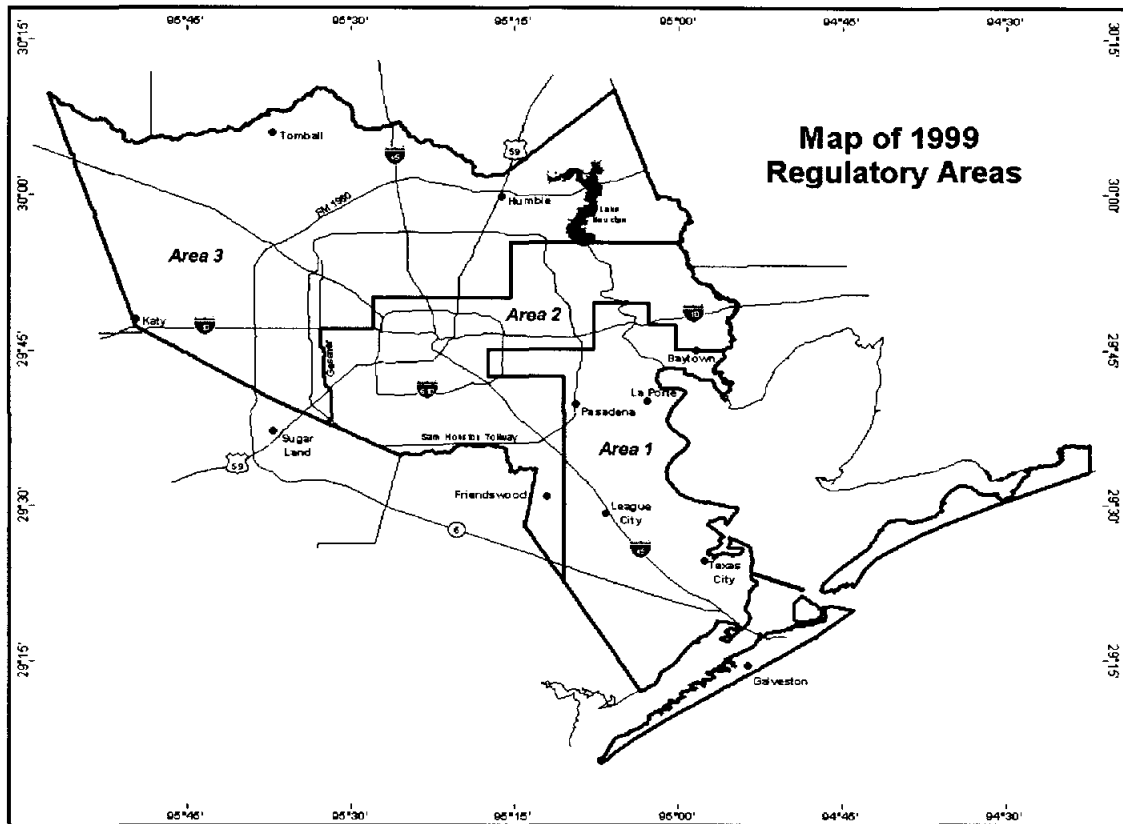 95°45'
95°30'
95°15'
95°00'
94°45'
94°30'
30°15'
30°15'
Map of 1999
Regulatory Areas
Tomball
45
59
30°00'
30°00'
FM 1960
Humble
Lake
Houston
Area 3
Area 2
Katy
10
10
29°45'
29°45'
Gessner
Baytown
610
La Porte
Pasadena
Sugar
Land
Sam Houston Tollway
Area 1
59
Friendswood
29°30'
29°30'
League
City
6
45
Texas
City
29°15'
29°15'
Galveston
95°45'
95°30'
95°15'
95°00'
94°45'
94°30'